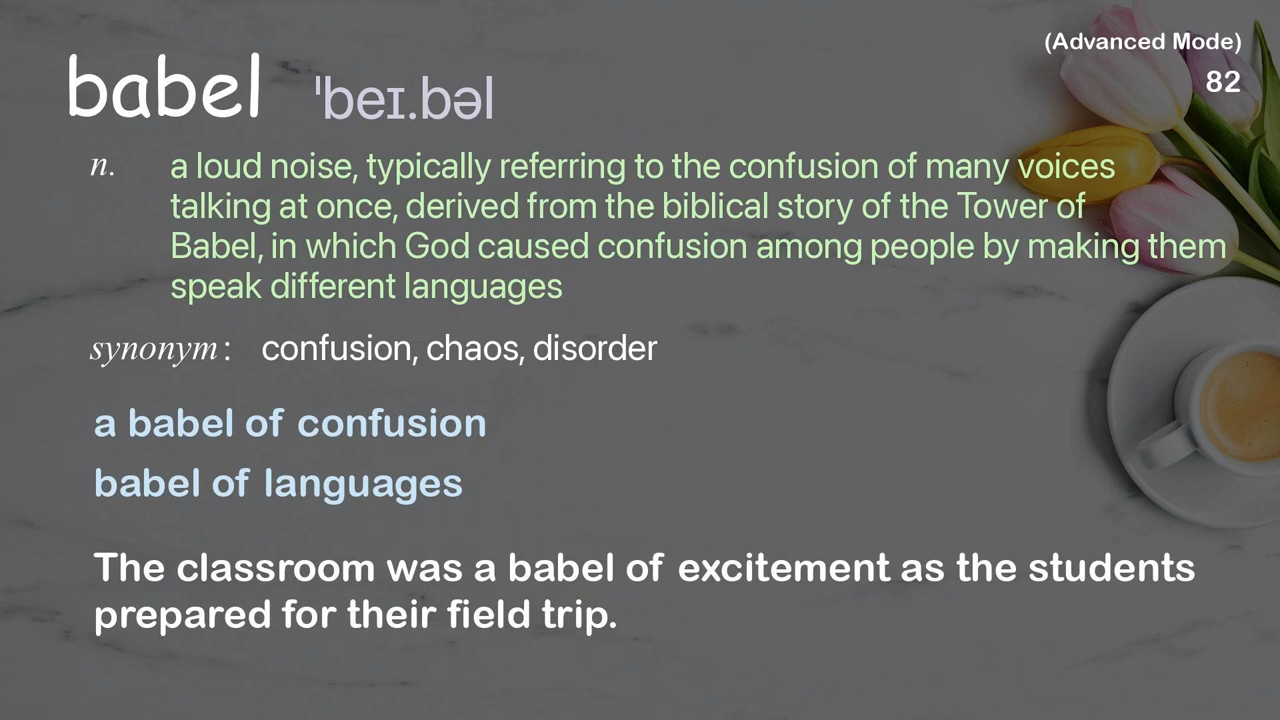 (Advanced Mode)
82
babel ˈbeɪ.bəl
n. a loud noise, typically referring to the confusion of many voices
talking at once, derived from the biblical story of the Tower of
Babel, in which God caused confusion among people by making them
speak different languages
synonym: confusion, chaos, disorder
a babel of confusion
babel of languages
The classroom was a babel of excitement as the students
prepared for their field trip.